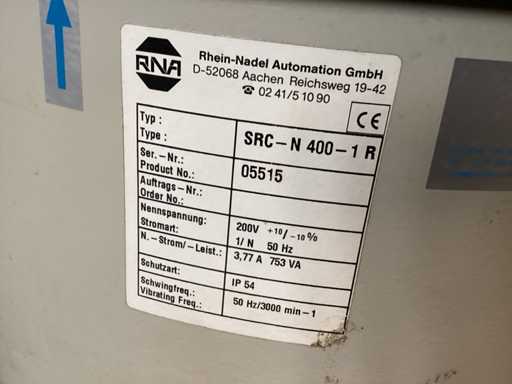 RNA
Rhein-Nadel Automation GmbH
D-52068 Aachen Reichsweg 19-42
☎ 02 41/5 10 90
CE
Typ :
Type : SRC-N 400-1 R
Ser.-Nr.:
Product No.: 05515
Auftrags-Nr.:
Order No.:
Nennspannung: 200V +10/-10%
Stromart: 1/ N 50 Hz
N.-Strom/-Leist.: 3,77 A 753 VA
Schutzart: IP 54
Schwingfreq.:
Vibrating Freq.: 50 Hz/3000 min-1